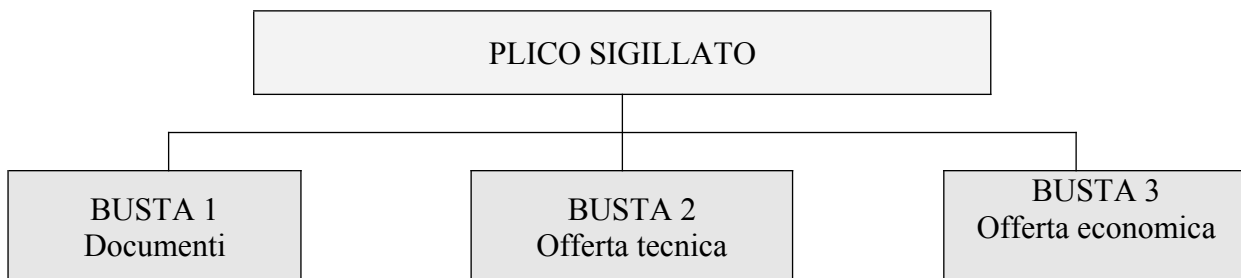 PLICO SIGILLATO
BUSTA 1
Documenti
BUSTA 2
Offerta tecnica
BUSTA 3
Offerta economica